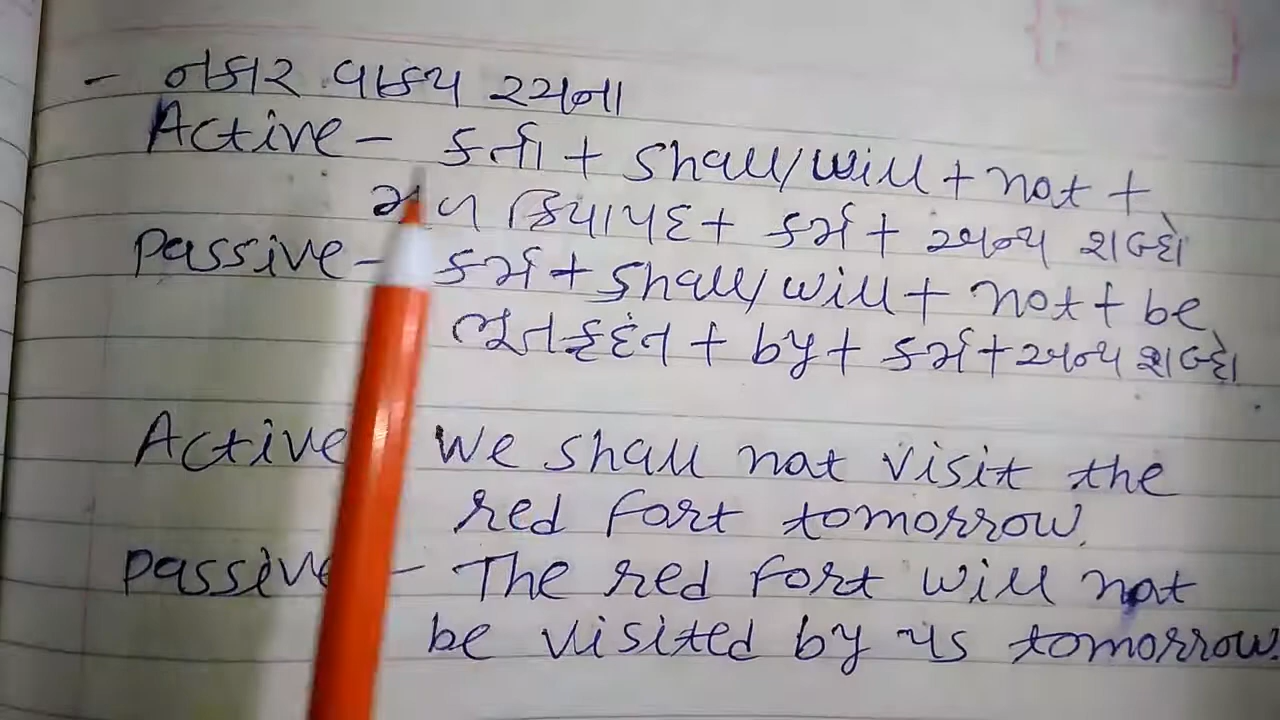 - નકાર વાક્ય રચના
Active - કર્તા + shall/will + not +
મૂળ ક્રિયાપદ + કર્મ + અન્ય શબ્દો
Passive - કર્મ + shall/will + not + be
ભૂતકૃદંત + by + કર્મ + અન્ય શબ્દો
Active We shall not visit the
red fort tomorrow.
Passive - The red fort will not
be visited by us tomorrow.